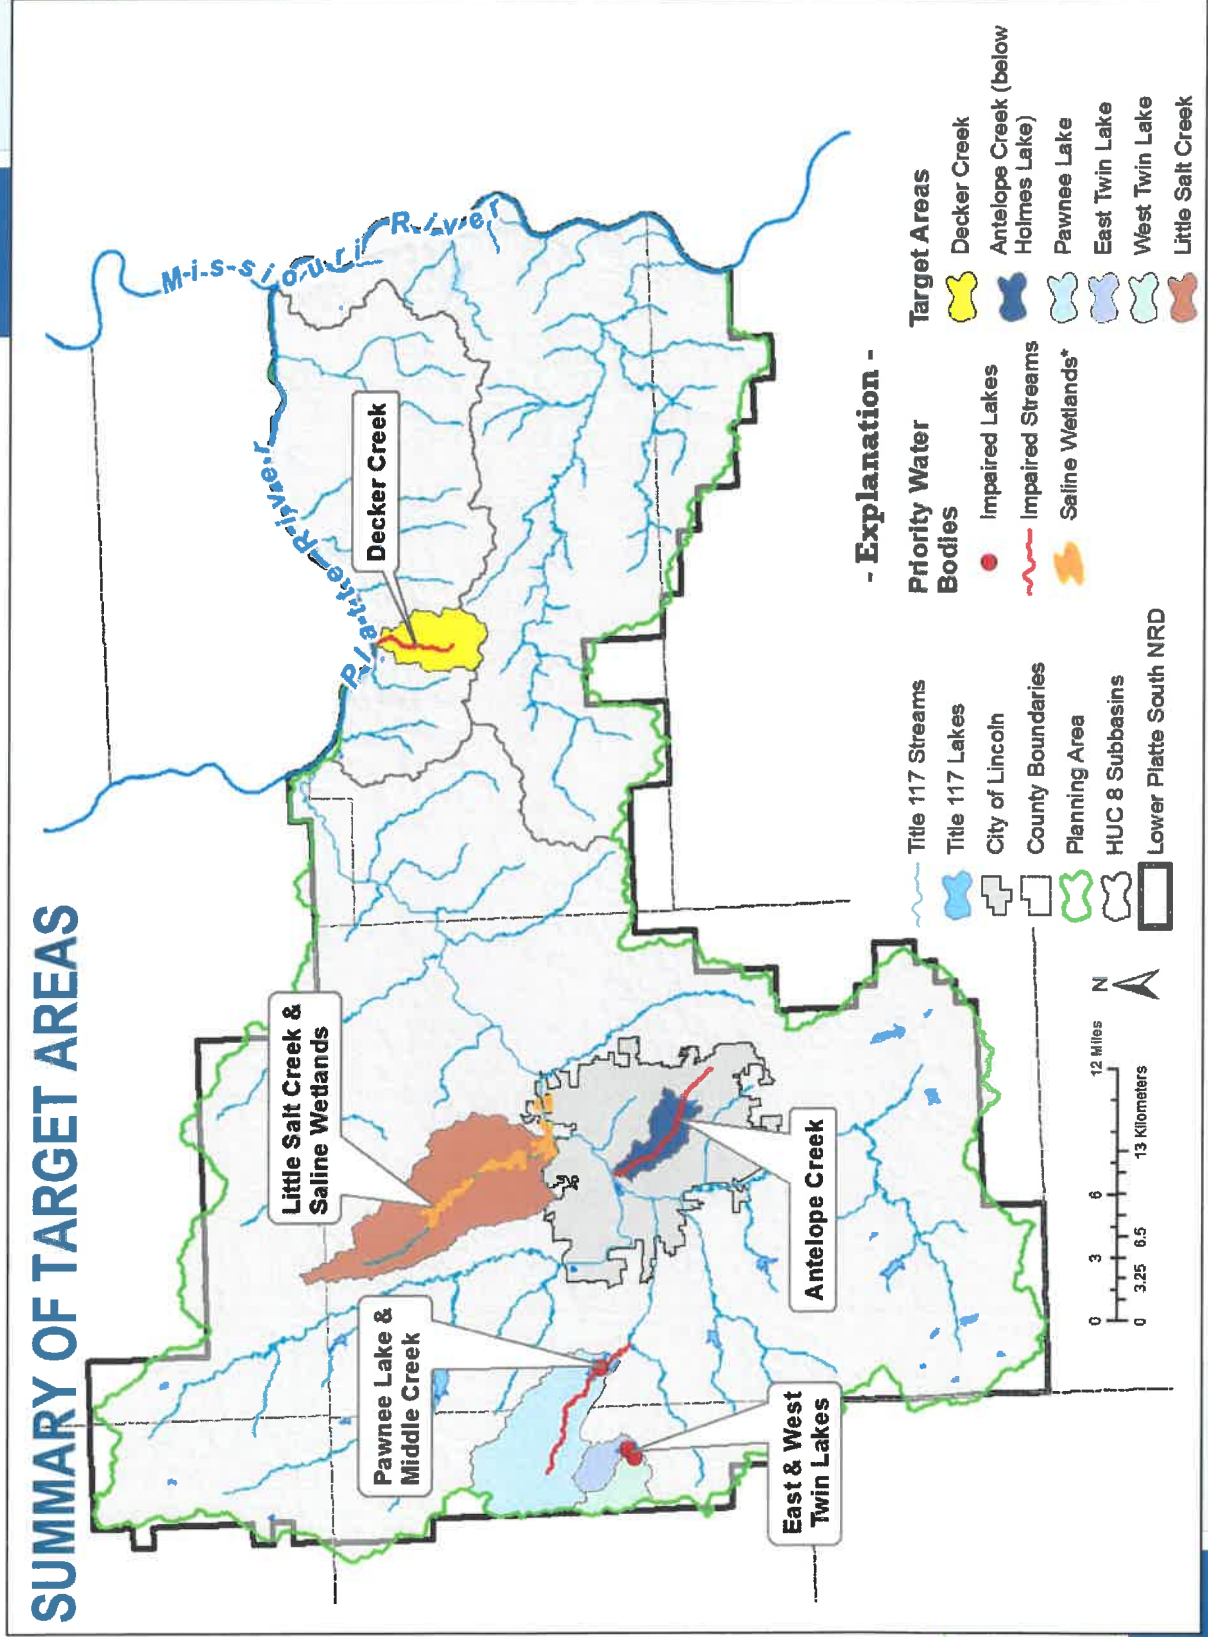 SUMMARY OF TARGET AREAS
Missouri River
Platte River
Decker Creek
Little Salt Creek &
Saline Wetlands
Pawnee Lake &
Middle Creek
East & West
Twin Lakes
Antelope Creek
- Explanation -
Title 117 Streams
Title 117 Lakes
City of Lincoln
County Boundaries
Planning Area
HUC 8 Subbasins
Lower Platte South NRD
Priority Water
Bodies
Impaired Lakes
Impaired Streams
Saline Wetlands*
Target Areas
Decker Creek
Antelope Creek (below
Holmes Lake)
Pawnee Lake
East Twin Lake
West Twin Lake
Little Salt Creek
0 3 6 12 Miles
0 3.25 6.5 13 Kilometers
N